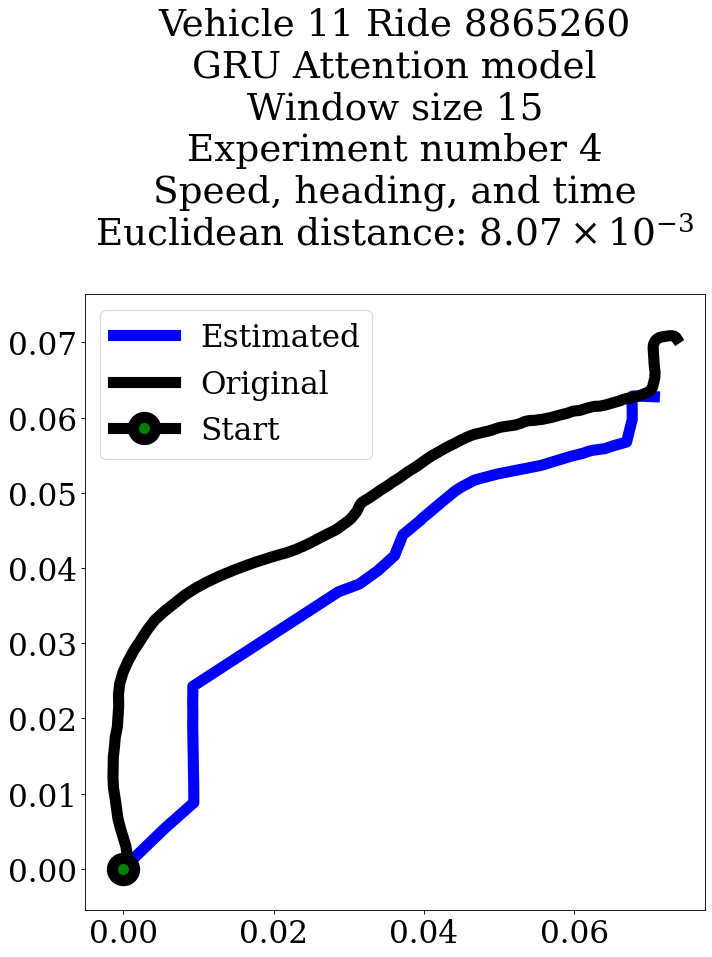 Vehicle 11 Ride 8865260
GRU Attention model
Window size 15
Experiment number 4
Speed, heading, and time
Euclidean distance: 8.07 × 10⁻³
Estimated
Original
Start
0.07
0.06
0.05
0.04
0.03
0.02
0.01
0.00
0.00 0.02 0.04 0.06